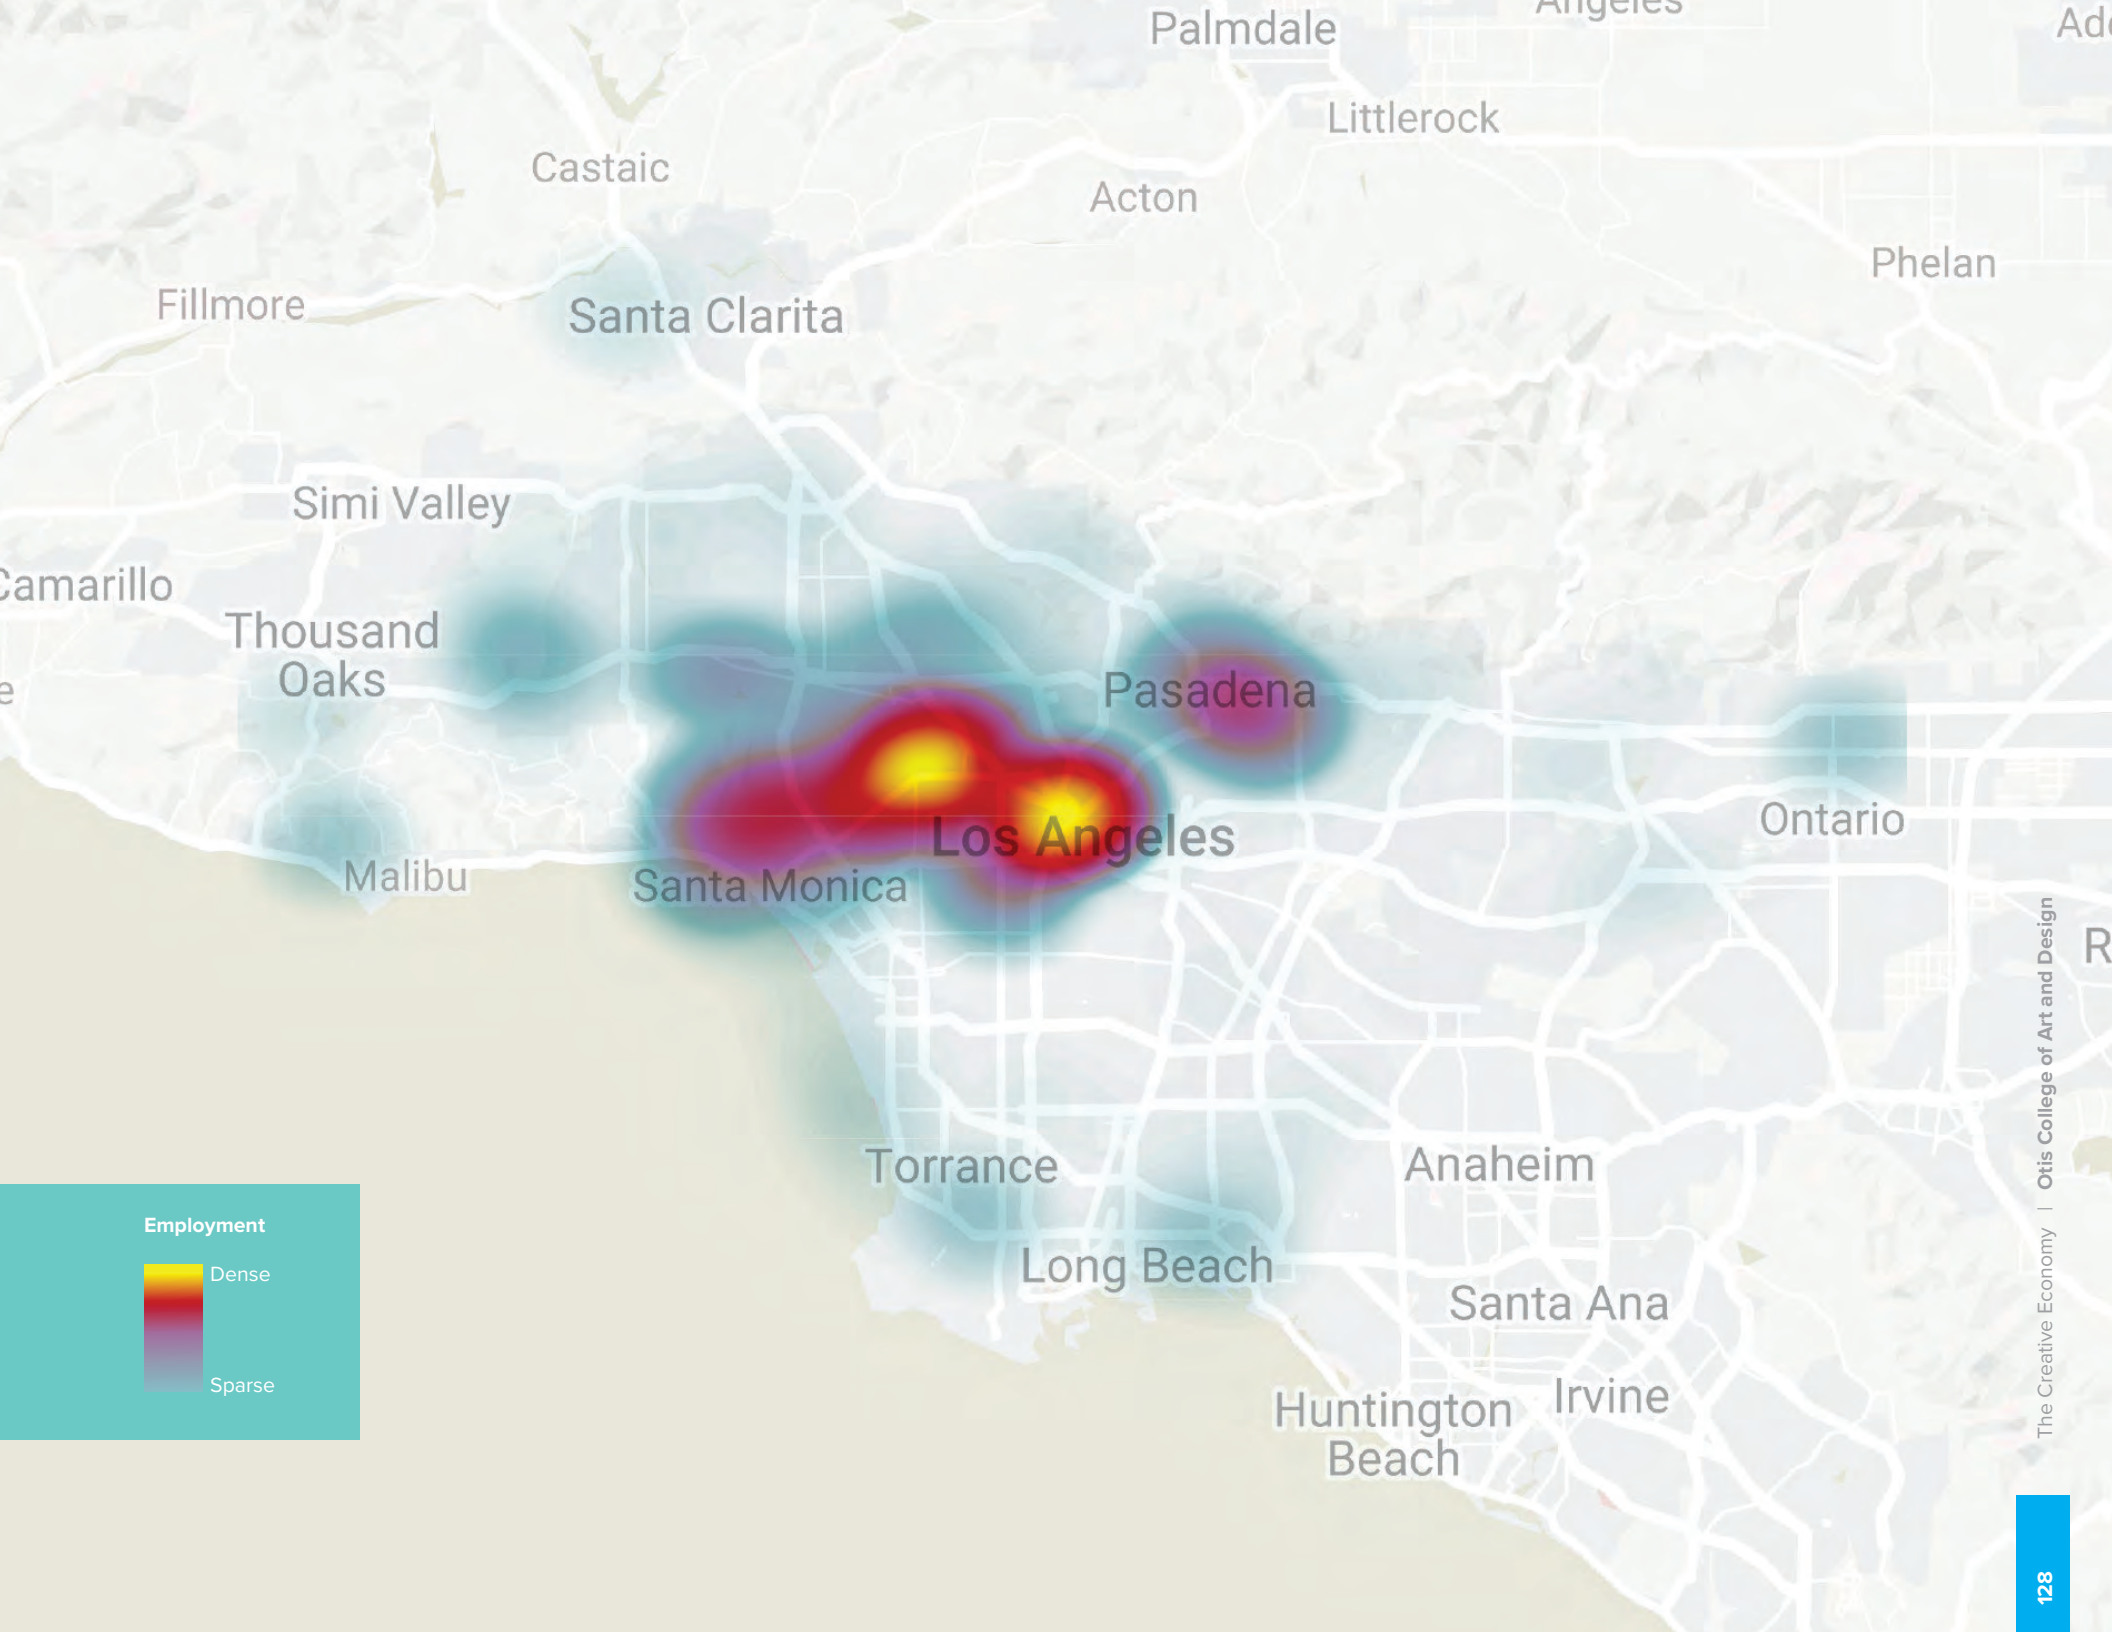 Angeles
Palmdale
Littlerock
Castaic
Acton
Phelan
Fillmore
Santa Clarita
Simi Valley
Camarillo
Thousand
Oaks
Pasadena
Ontario
Los Angeles
Malibu
Santa Monica
Torrance
Anaheim
Long Beach
Santa Ana
Huntington
Beach
Irvine
Employment
Dense
Sparse
The Creative Economy | Otis College of Art and Design
128